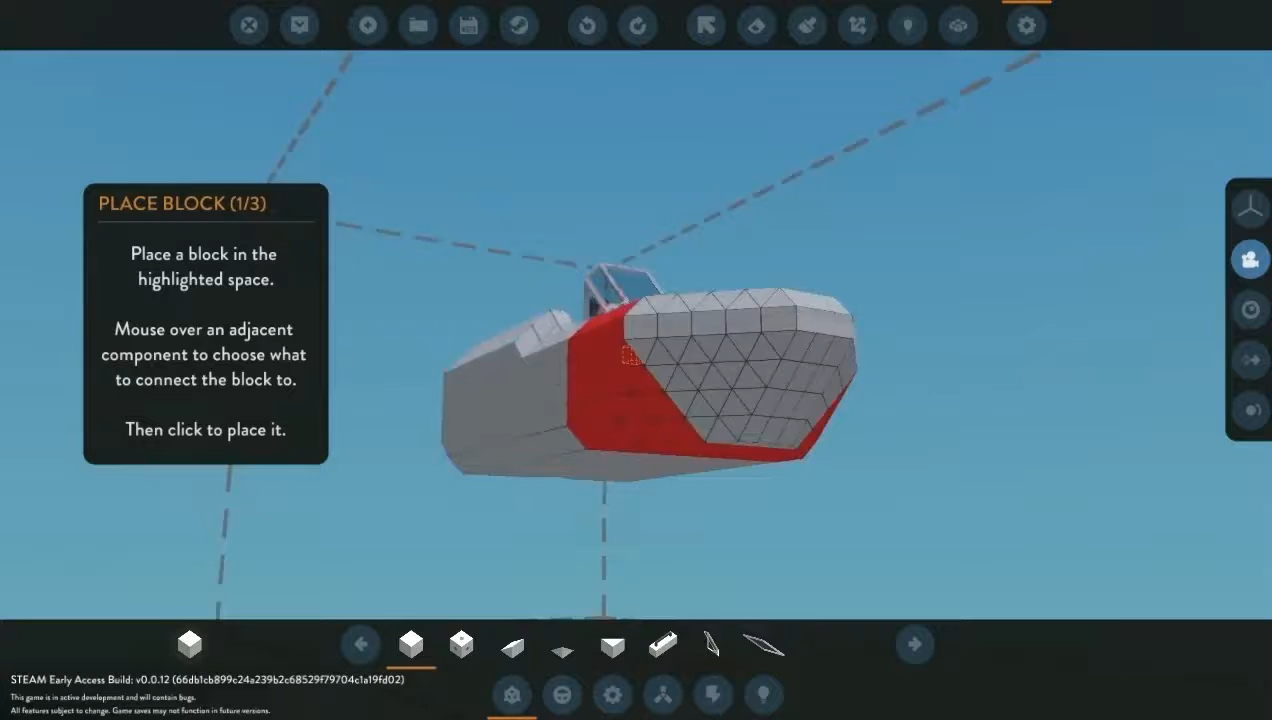 PLACE BLOCK (1/3)
Place a block in the
highlighted space.
Mouse over an adjacent
component to choose what
to connect the block to.
Then click to place it.
STEAM Early Access Build: v0.0.12 (66db1cb899c24a239b2c68529f79704c1a19fd02)
This game is in active development and will contain bugs.
All features subject to change. Game saves may not function in future versions.